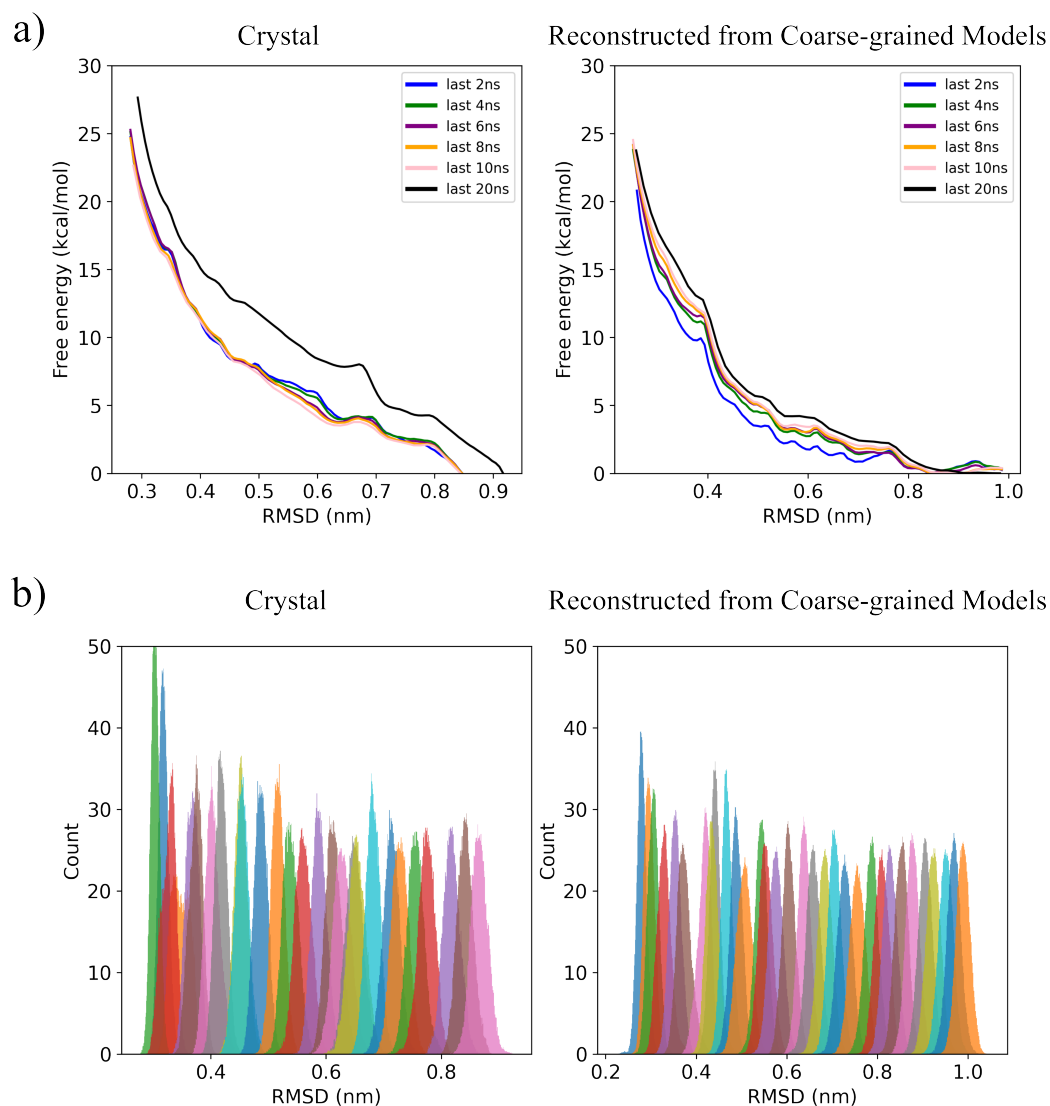 a)
Crystal
Reconstructed from Coarse-grained Models
30
25
20
15
10
5
0
Free energy (kcal/mol)
last 2ns
last 4ns
last 6ns
last 8ns
last 10ns
last 20ns
0.3 0.4 0.5 0.6 0.7 0.8 0.9
RMSD (nm)
30
25
20
15
10
5
0
Free energy (kcal/mol)
last 2ns
last 4ns
last 6ns
last 8ns
last 10ns
last 20ns
0.4 0.6 0.8 1.0
RMSD (nm)
b)
Crystal
Reconstructed from Coarse-grained Models
50
40
30
20
10
0
Count
0.4 0.6 0.8
RMSD (nm)
50
40
30
20
10
0
Count
0.2 0.4 0.6 0.8 1.0
RMSD (nm)